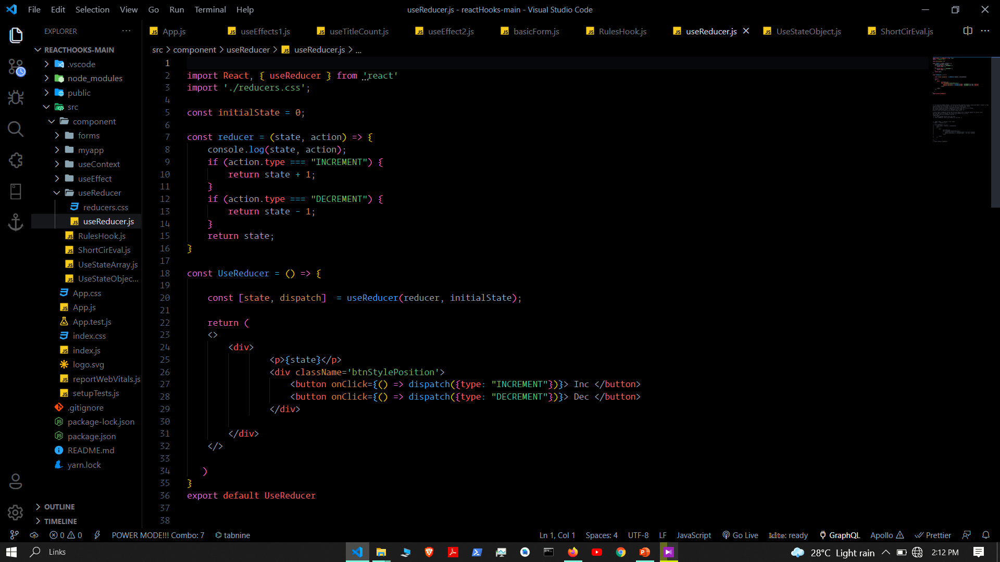 File Edit Selection View Go Run Terminal Help
useReducer.js - reactHooks-main - Visual Studio Code
EXPLORER
App.js useEffects1.js useTitleCount.js useEffect2.js basicForm.js RulesHook.js useReducer.js UseStateObject.js ShortCirEval.js
src > component > useReducer > useReducer.js > ...
REACTHOOKS-MAIN
.vscode
node_modules
public
src
component
forms
myapp
useContext
useEffect
useReducer
reducers.css
useReducer.js
RulesHook.js
ShortCirEval.js
UseStateArray.js
UseStateObjec...
App.css
App.js
App.test.js
index.css
index.js
logo.svg
reportWebVitals.js
setupTests.js
.gitignore
package-lock.json
package.json
README.md
yarn.lock
OUTLINE
TIMELINE
1
2 import React, { useReducer } from 'react'
3 import './reducers.css';
4
5 const initialState = 0;
6
7 const reducer = (state, action) => {
8 console.log(state, action);
9 if (action.type === "INCREMENT") {
10 return state + 1;
11 }
12 if (action.type === "DECREMENT") {
13 return state - 1;
14 }
15 return state;
16 }
17
18 const UseReducer = () => {
19
20 const [state, dispatch]  = useReducer(reducer, initialState);
21
22 return (
23 <>
24 <div>
25 <p>{state}</p>
26 <div className='btnStylePosition'>
27 <button onClick={() => dispatch({type: "INCREMENT"})}> Inc </button>
28 <button onClick={() => dispatch({type: "DECREMENT"})}> Dec </button>
29 </div>
30
31 </div>
32 </>
33
34 )
35 }
36 export default UseReducer
37
38
0 0 POWER MODE!!! Combo: 7 tabnine
Ln 1, Col 1 Spaces: 4 UTF-8 LF JavaScript Go Live kite: ready GraphQL Apollo Prettier
Links
28°C Light rain 2:12 PM